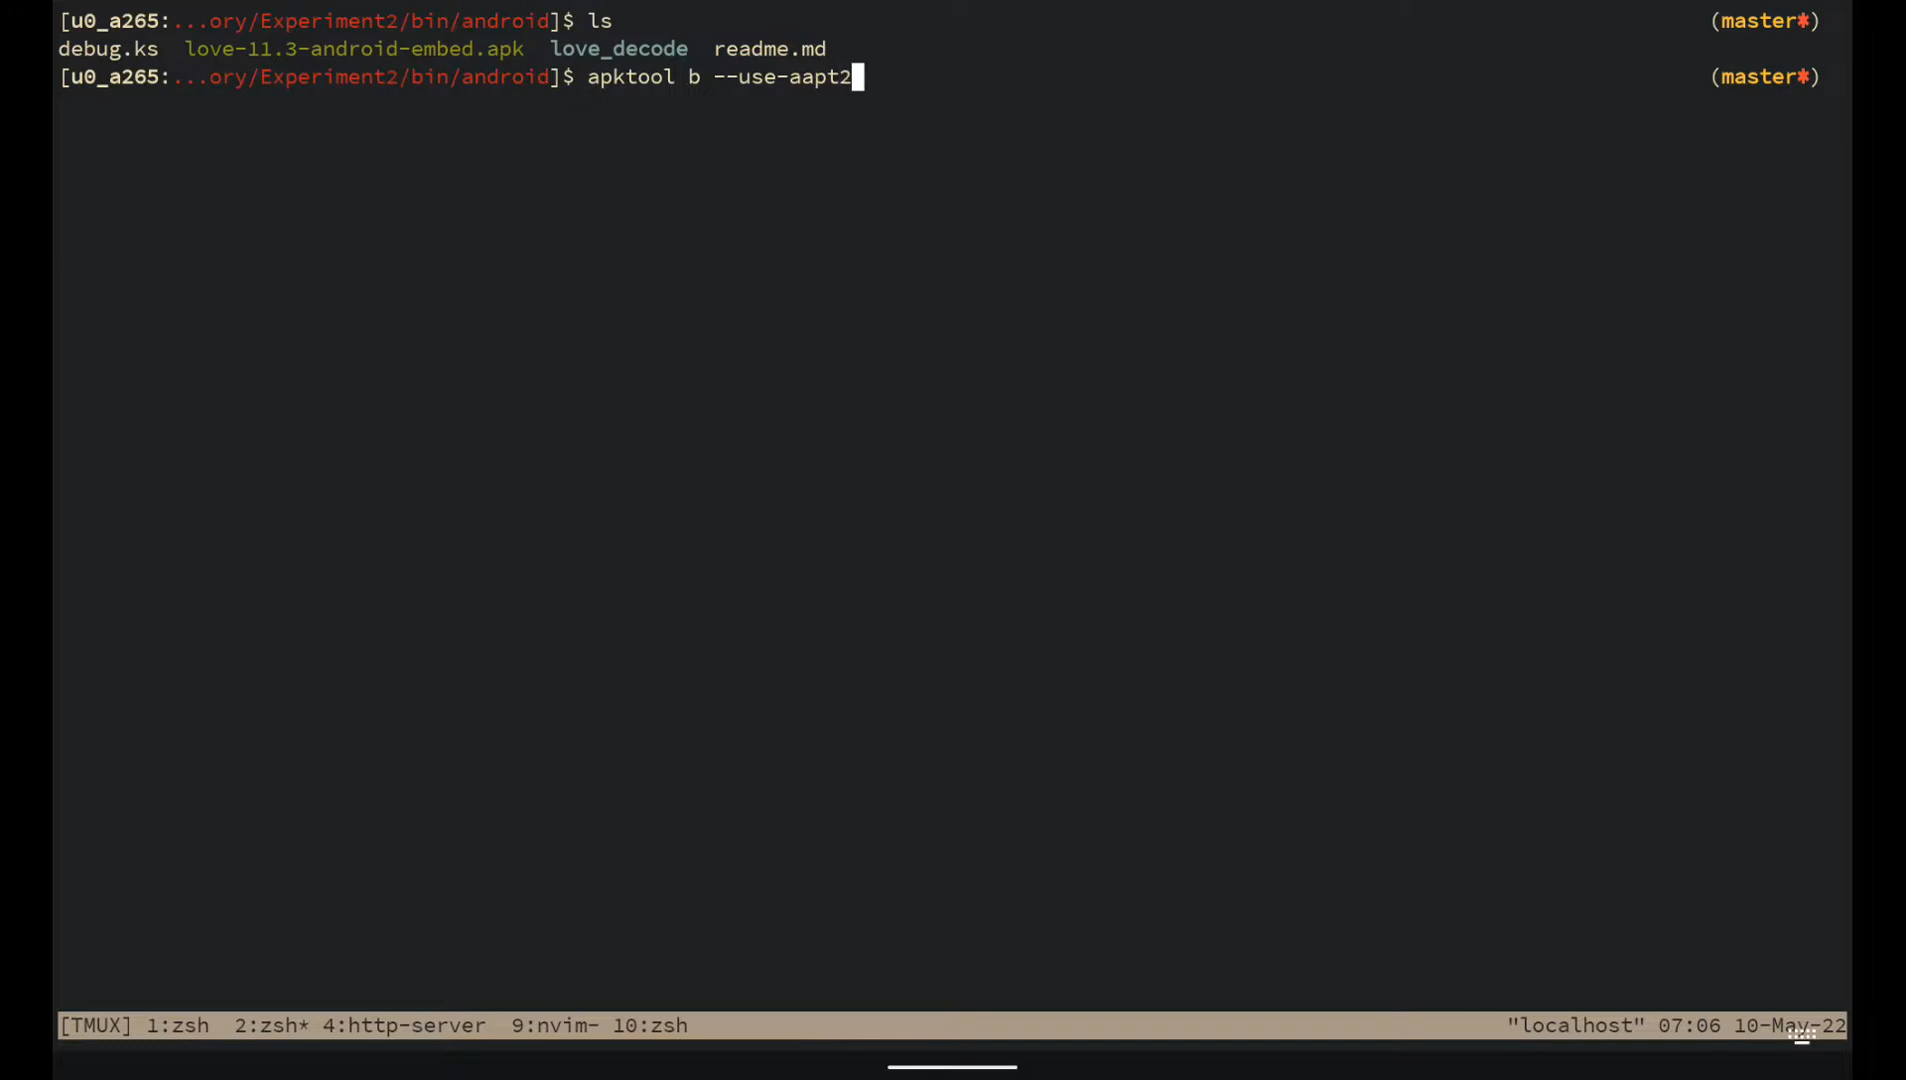 [u0_a265:...ory/Experiment2/bin/android]$ ls (master*)
debug.ks love-11.3-android-embed.apk love_decode readme.md
[u0_a265:...ory/Experiment2/bin/android]$ apktool b --use-aapt2 (master*)
[TMUX] 1:zsh 2:zsh* 4:http-server 9:nvim- 10:zsh "localhost" 07:06 10-May-22